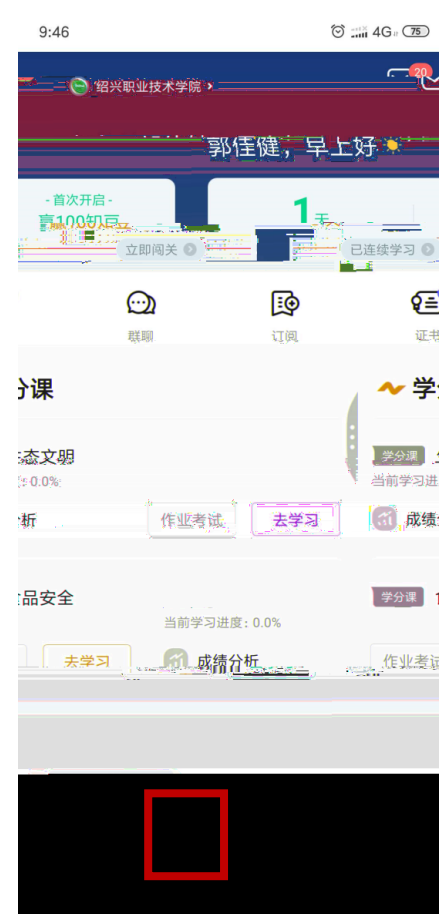 9:46 4G 75
绍兴职业技术学院 20
郭佳健，早上好
- 首次开启 - 1天
赢100知豆
立即闯关 已连续学习
群聊 订阅 证书
分课 学分
态文明 学分课
0.0% 当前学习进
析 作业考试 去学习 成绩
品安全 学分课
当前学习进度：0.0%
去学习 成绩分析 作业考试